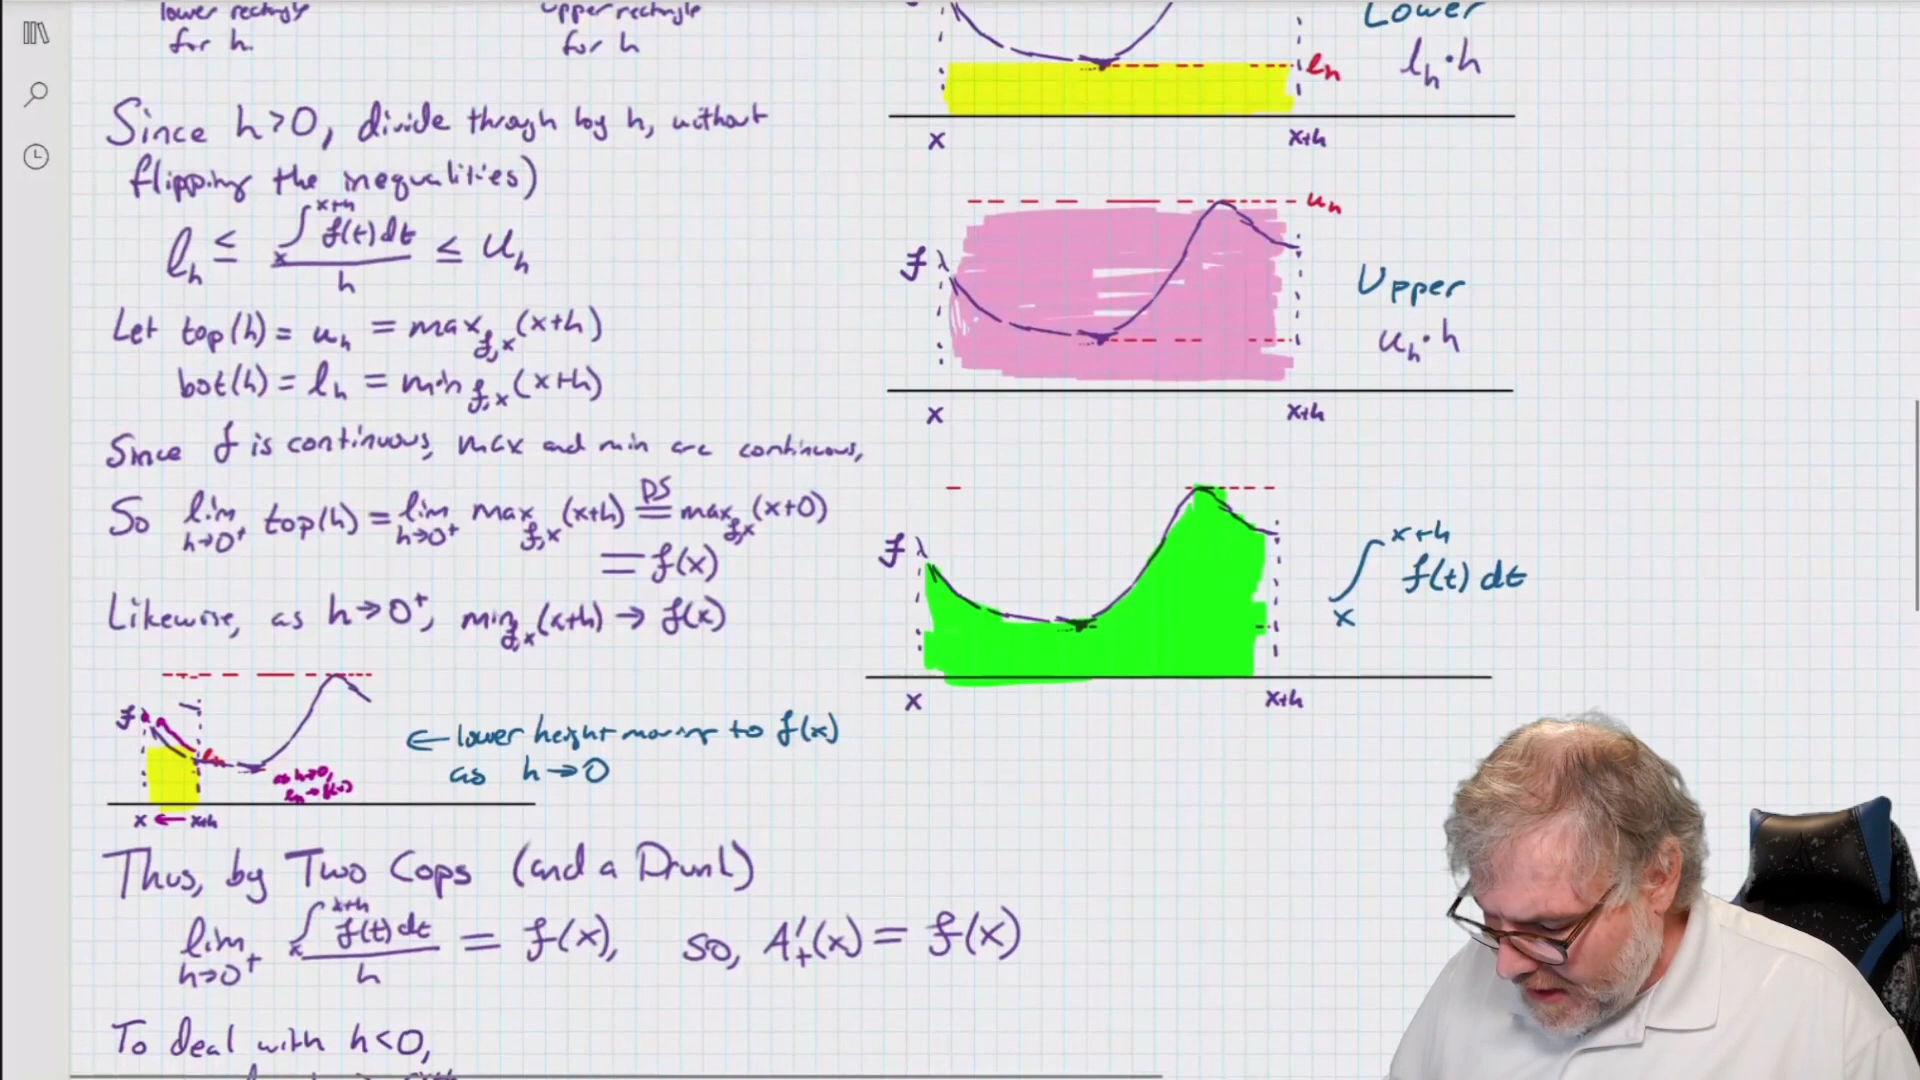 lower rectangle
for h.
upper rectangle
for h
Since h>0, divide through by h, without
flipping the inequalities)
l_h ≤ ∫_x^{x+h} f(t)dt / h ≤ u_h
Let top(h) = u_h = max_{f,x}(x+h)
bot(h) = l_h = min_{f,x}(x+h)
Since f is continuous, max and min are continuous,
So lim_{h→0⁺} top(h) = lim_{h→0⁺} max_{f,x}(x+h) =^{DS} max_{f,x}(x+0)
= f(x)
Likewise, as h→0⁺, min_{f,x}(x+h) → f(x)
f
l_h
as h→0,
l_h→f(x)
x ← x+h
← lower height moving to f(x)
as h→0
Thus, by Two Cops (and a Drunk)
lim_{h→0⁺} ∫_x^{x+h} f(t)dt / h = f(x), so, A'₊(x) = f(x)
To deal with h<0,
l_h
x
x+h
Lower
l_h·h
u_h
f
x
x+h
Upper
u_h·h
f
x
x+h
∫_x^{x+h} f(t) dt